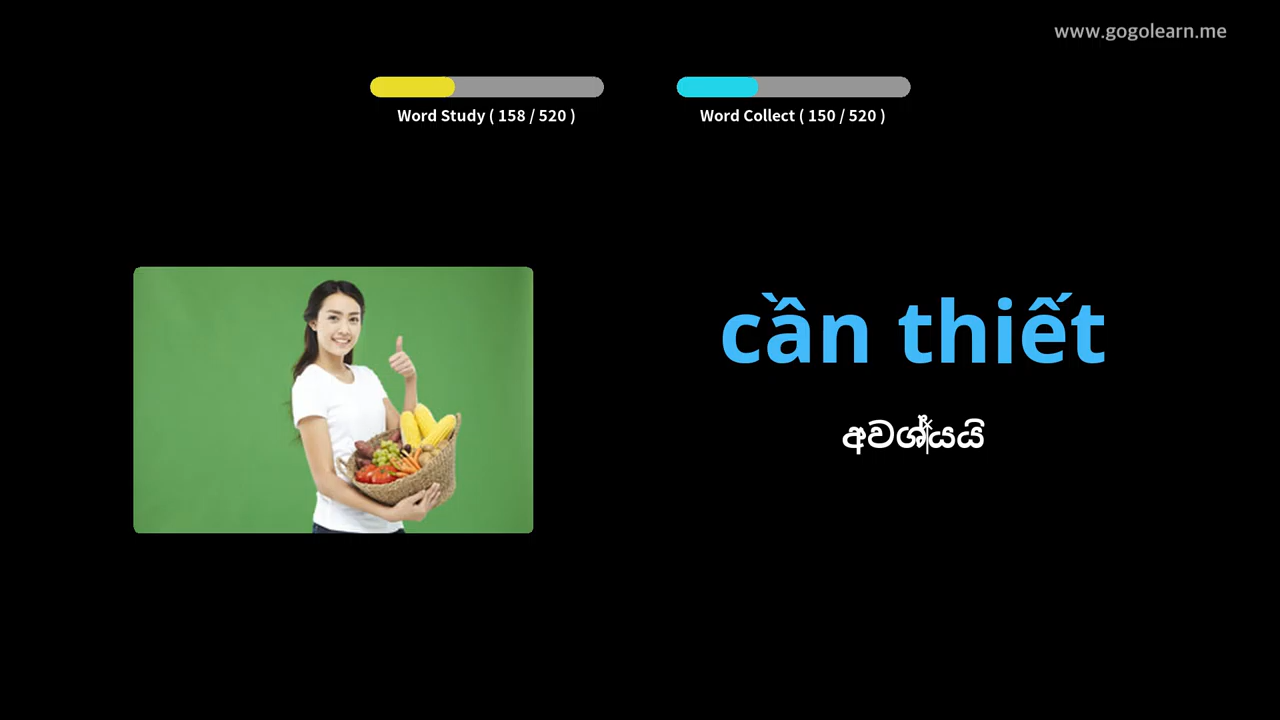 www.gogolearn.me
Word Study ( 158 / 520 )
Word Collect ( 150 / 520 )
cần thiết
අවශ්‍යයි